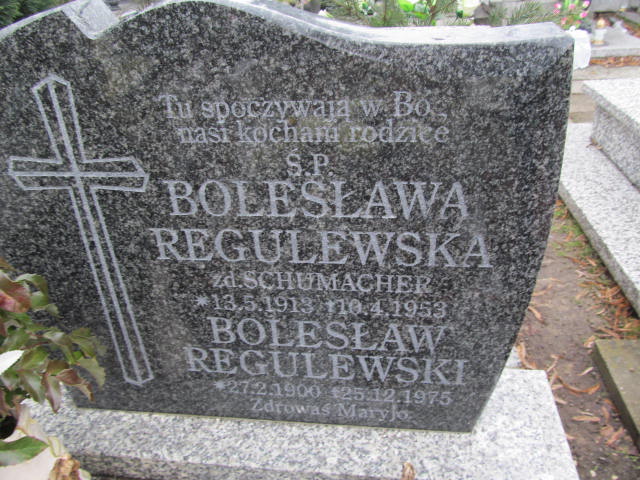 Tu spoczywają w Bogu
nasi kochani rodzice
Ś.P.
BOLESŁAWA
REGULEWSKA
zd.SCHUMACHER
*13.5.1913 †10.4.1953
BOLESŁAW
REGULEWSKI
*27.2.1900 †25.12.1975
Zdrowaś Maryjo